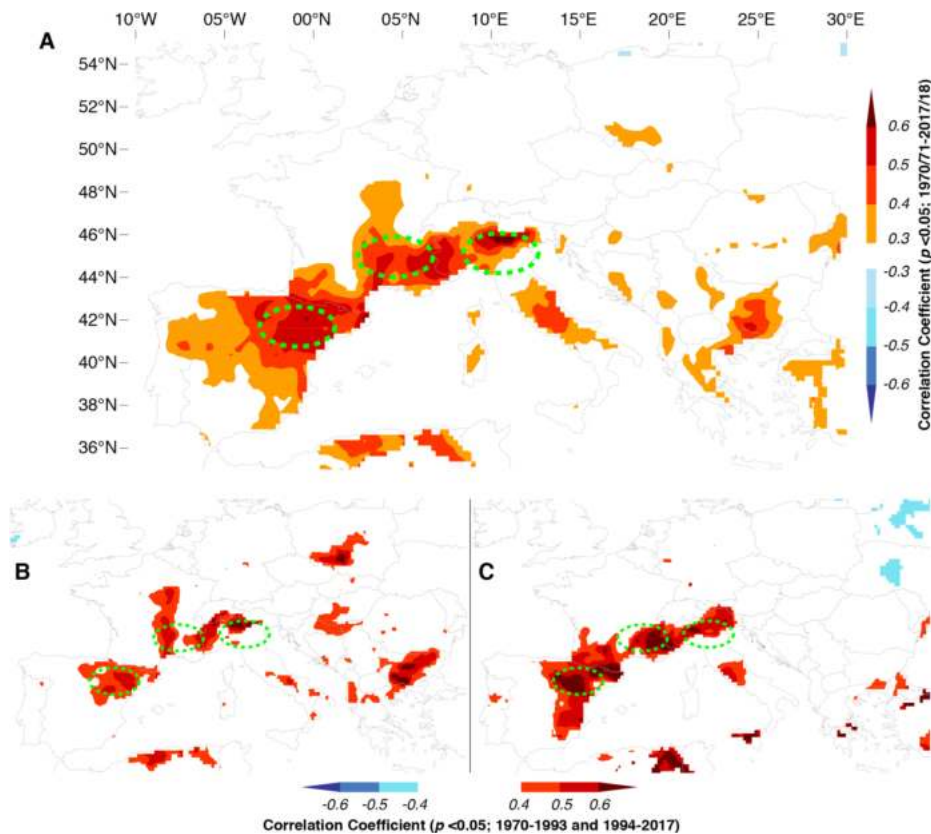 10°W 05°W 00°W 05°E 10°E 15°E 20°E 25°E 30°E
A
54°N
52°N
50°N
48°N
46°N
44°N
42°N
40°N
38°N
36°N
0.6
0.5
0.4
0.3
-0.3
-0.4
-0.5
-0.6
Correlation Coefficient (p <0.05; 1970/71-2017/18)
B
C
-0.6 -0.5 -0.4
0.4 0.5 0.6
Correlation Coefficient (p <0.05; 1970-1993 and 1994-2017)